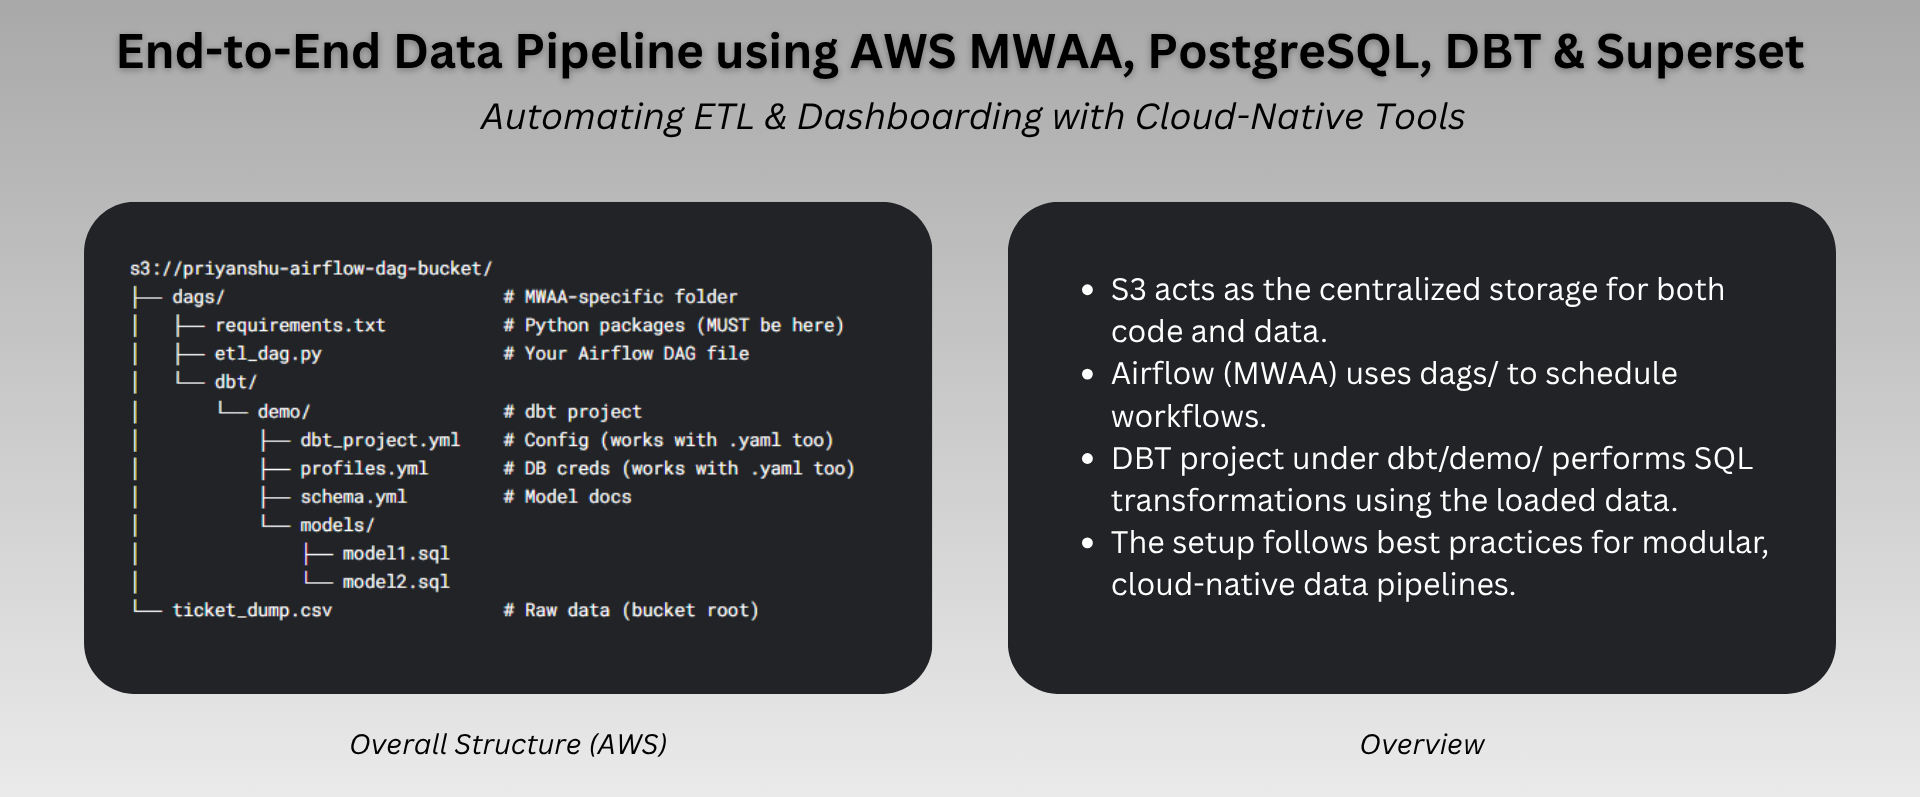 End-to-End Data Pipeline using AWS MWAA, PostgreSQL, DBT & Superset
Automating ETL & Dashboarding with Cloud-Native Tools
s3://priyanshu-airflow-dag-bucket/
├── dags/                          # MWAA-specific folder
│   ├── requirements.txt           # Python packages (MUST be here)
│   ├── etl_dag.py                 # Your Airflow DAG file
│   └── dbt/
│       └── demo/                  # dbt project
│           ├── dbt_project.yml    # Config (works with .yaml too)
│           ├── profiles.yml       # DB creds (works with .yaml too)
│           ├── schema.yml         # Model docs
│           └── models/
│               ├── model1.sql
│               └── model2.sql
└── ticket_dump.csv                # Raw data (bucket root)
Overall Structure (AWS)
• S3 acts as the centralized storage for both
code and data.
• Airflow (MWAA) uses dags/ to schedule
workflows.
• DBT project under dbt/demo/ performs SQL
transformations using the loaded data.
• The setup follows best practices for modular,
cloud-native data pipelines.
Overview